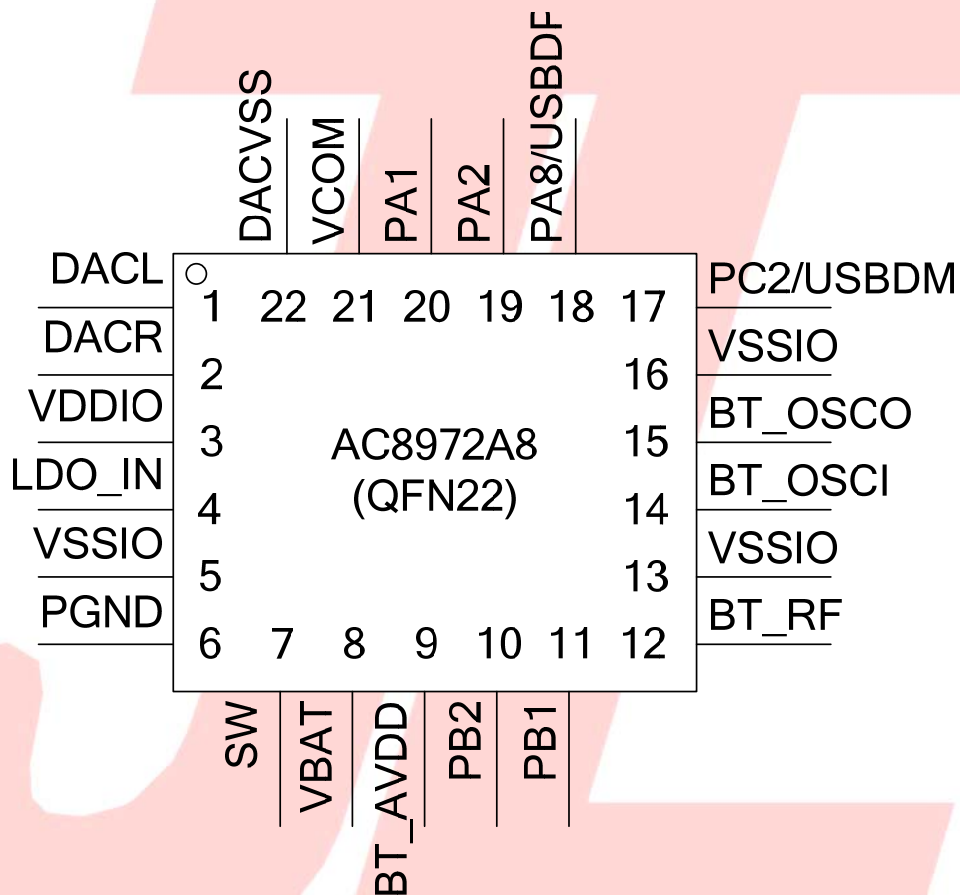 DACVSS
VCOM
PA1
PA2
PA8/USBDF
DACL
DACR
VDDIO
LDO_IN
VSSIO
PGND
1 22 21 20 19 18 17
2 16
3 15
4 14
5 13
6 7 8 9 10 11 12
AC8972A8
(QFN22)
PC2/USBDM
VSSIO
BT_OSCO
BT_OSCI
VSSIO
BT_RF
SW
VBAT
BT_AVDD
PB2
PB1